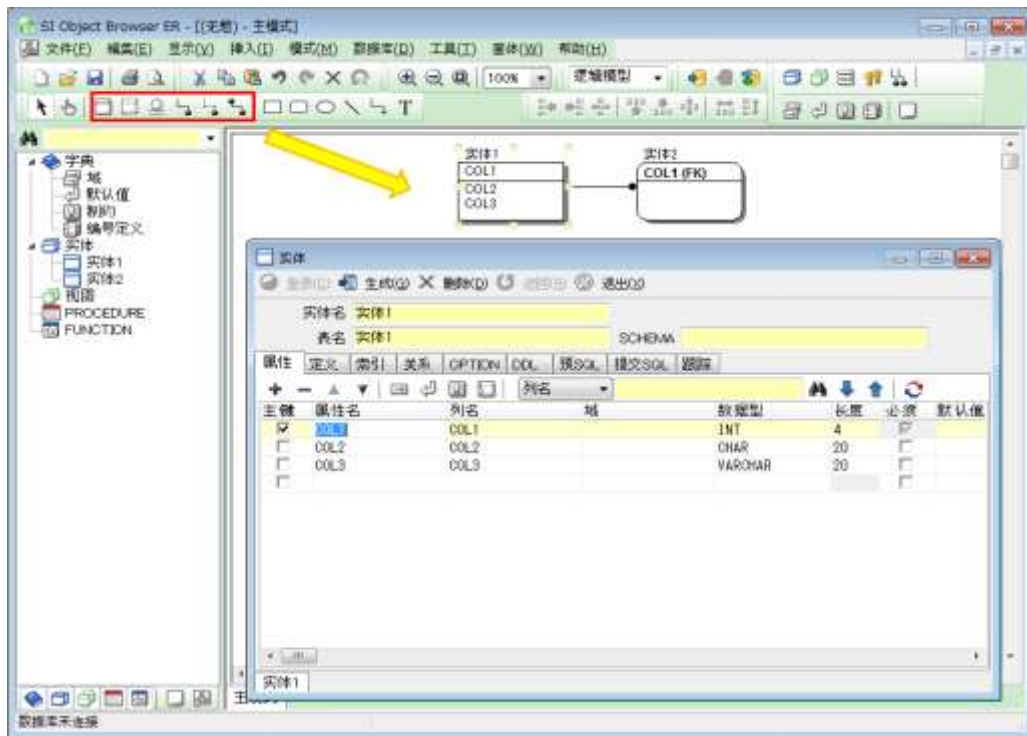 SI Object Browser ER - [(无题) - 主模式]
文件(F) 编集(E) 显示(V) 插入(I) 模式(M) 数据库(D) 工具(T) 窗体(W) 帮助(H)
100% 逻辑模型
T
字典
域
默认值
制约
编号定义
实体
实体1
实体2
视图
PROCEDURE
FUNCTION
实体1
COL1
COL2
COL3
实体2
COL1 (FK)
实体
生成(G) 删除(D) 退出(X)
实体名 实体1
表名 实体1 SCHEMA
属性 定义 索引 关系 OPTION DDL 预SQL 提交SQL 跟踪
列名
主键 属性名 列名 域 数据型 长度 必须 默认值
COL1 COL1 INT 4
COL2 COL2 CHAR 20
COL3 COL3 VARCHAR 20
实体1
数据库未连接